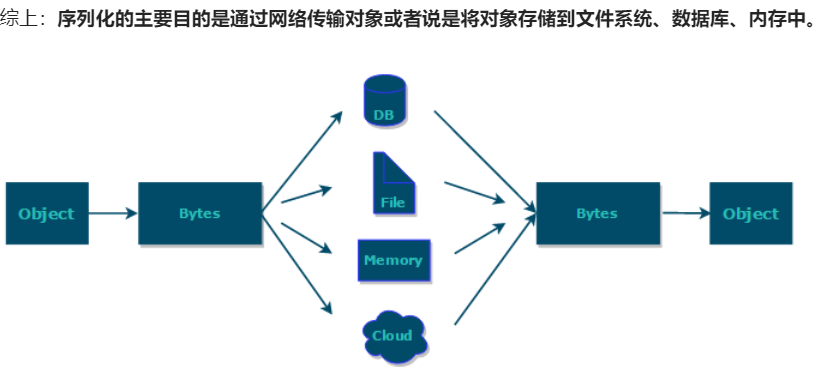 综上：序列化的主要目的是通过网络传输对象或者说是将对象存储到文件系统、数据库、内存中。
DB
File
Object
Bytes
Bytes
Object
Memory
Cloud